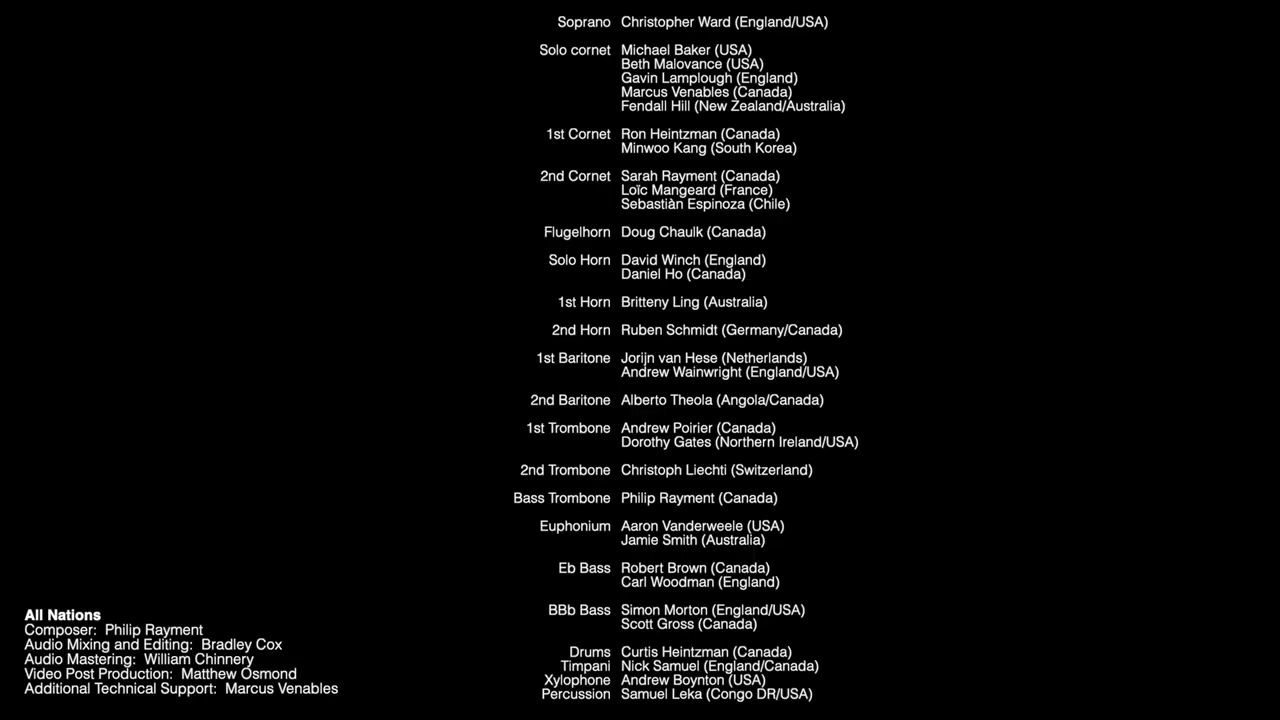 Soprano Christopher Ward (England/USA)
Solo cornet Michael Baker (USA)
Beth Malovance (USA)
Gavin Lamplough (England)
Marcus Venables (Canada)
Fendall Hill (New Zealand/Australia)
1st Cornet Ron Heintzman (Canada)
Minwoo Kang (South Korea)
2nd Cornet Sarah Rayment (Canada)
Loïc Mangeard (France)
Sebastiàn Espinoza (Chile)
Flugelhorn Doug Chaulk (Canada)
Solo Horn David Winch (England)
Daniel Ho (Canada)
1st Horn Britteny Ling (Australia)
2nd Horn Ruben Schmidt (Germany/Canada)
1st Baritone Jorijn van Hese (Netherlands)
Andrew Wainwright (England/USA)
2nd Baritone Alberto Theola (Angola/Canada)
1st Trombone Andrew Poirier (Canada)
Dorothy Gates (Northern Ireland/USA)
2nd Trombone Christoph Liechti (Switzerland)
Bass Trombone Philip Rayment (Canada)
Euphonium Aaron Vanderweele (USA)
Jamie Smith (Australia)
Eb Bass Robert Brown (Canada)
Carl Woodman (England)
BBb Bass Simon Morton (England/USA)
Scott Gross (Canada)
Drums Curtis Heintzman (Canada)
Timpani Nick Samuel (England/Canada)
Xylophone Andrew Boynton (USA)
Percussion Samuel Leka (Congo DR/USA)
All Nations
Composer: Philip Rayment
Audio Mixing and Editing: Bradley Cox
Audio Mastering: William Chinnery
Video Post Production: Matthew Osmond
Additional Technical Support: Marcus Venables